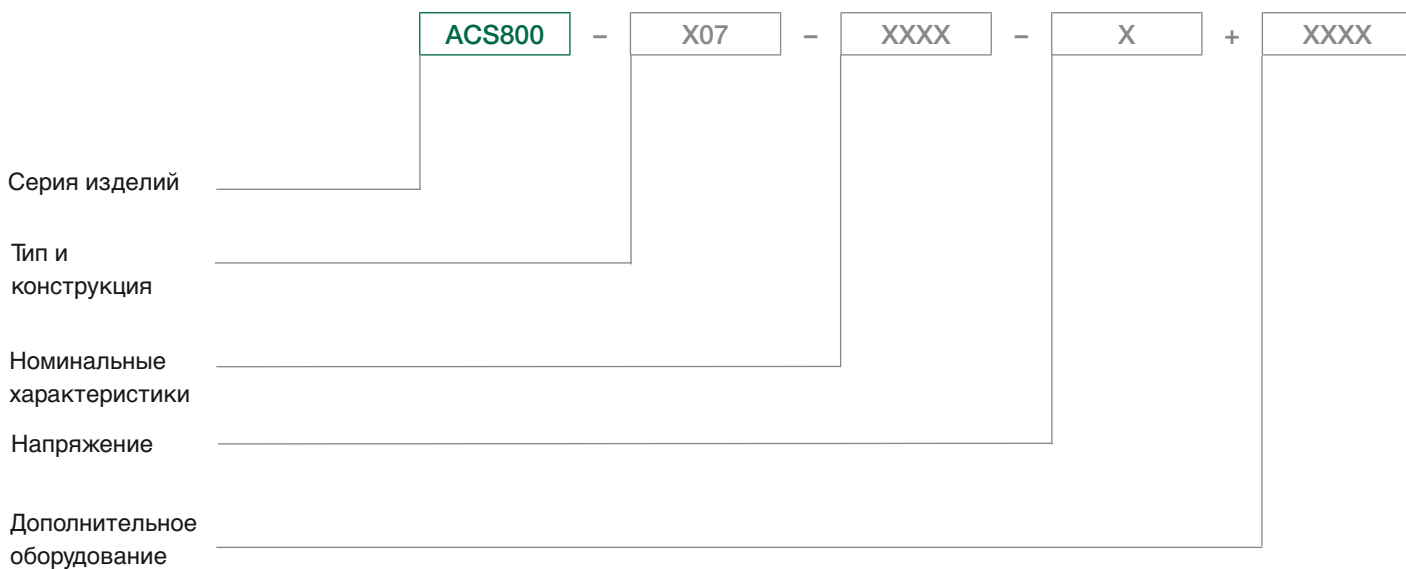 ACS800 – X07 – XXXX – X + XXXX
Серия изделий
Тип и
конструкция
Номинальные
характеристики
Напряжение
Дополнительное
оборудование